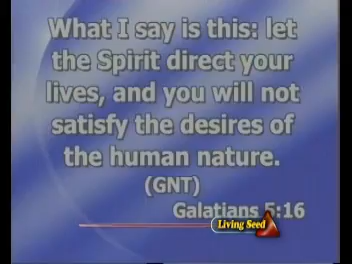 What I say is this: let
the Spirit direct your
lives, and you will not
satisfy the desires of
the human nature.
(GNT)
Galatians 5:16
Living Seed